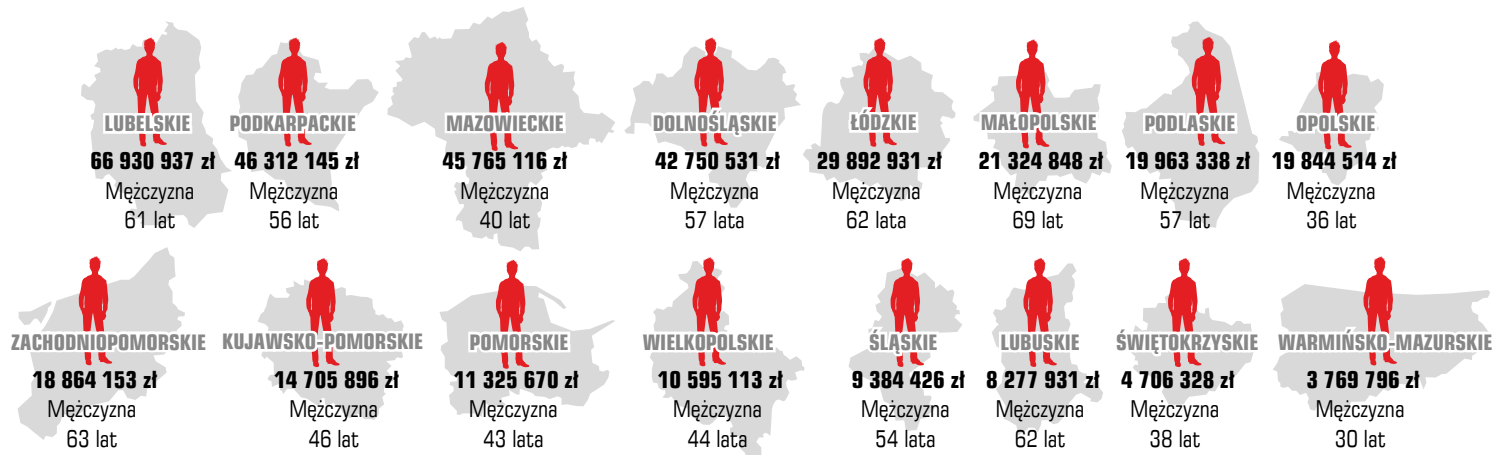 LUBELSKIE
66 930 937 zł
Mężczyzna
61 lat
PODKARPACKIE
46 312 145 zł
Mężczyzna
56 lat
MAZOWIECKIE
45 765 116 zł
Mężczyzna
40 lat
DOLNOŚLĄSKIE
42 750 531 zł
Mężczyzna
57 lata
ŁÓDZKIE
29 892 931 zł
Mężczyzna
62 lata
MAŁOPOLSKIE
21 324 848 zł
Mężczyzna
69 lat
PODLASKIE
19 963 338 zł
Mężczyzna
57 lat
OPOLSKIE
19 844 514 zł
Mężczyzna
36 lat
ZACHODNIOPOMORSKIE
18 864 153 zł
Mężczyzna
63 lat
KUJAWSKO-POMORSKIE
14 705 896 zł
Mężczyzna
46 lat
POMORSKIE
11 325 670 zł
Mężczyzna
43 lata
WIELKOPOLSKIE
10 595 113 zł
Mężczyzna
44 lata
ŚLĄSKIE
9 384 426 zł
Mężczyzna
54 lata
LUBUSKIE
8 277 931 zł
Mężczyzna
62 lat
ŚWIĘTOKRZYSKIE
4 706 328 zł
Mężczyzna
38 lat
WARMIŃSKO-MAZURSKIE
3 769 796 zł
Mężczyzna
30 lat